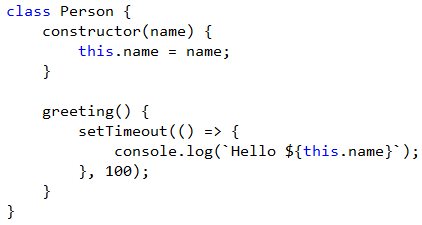 class Person {
    constructor(name) {
        this.name = name;
    }

    greeting() {
        setTimeout(() => {
            console.log(`Hello ${this.name}`);
        }, 100);
    }
}